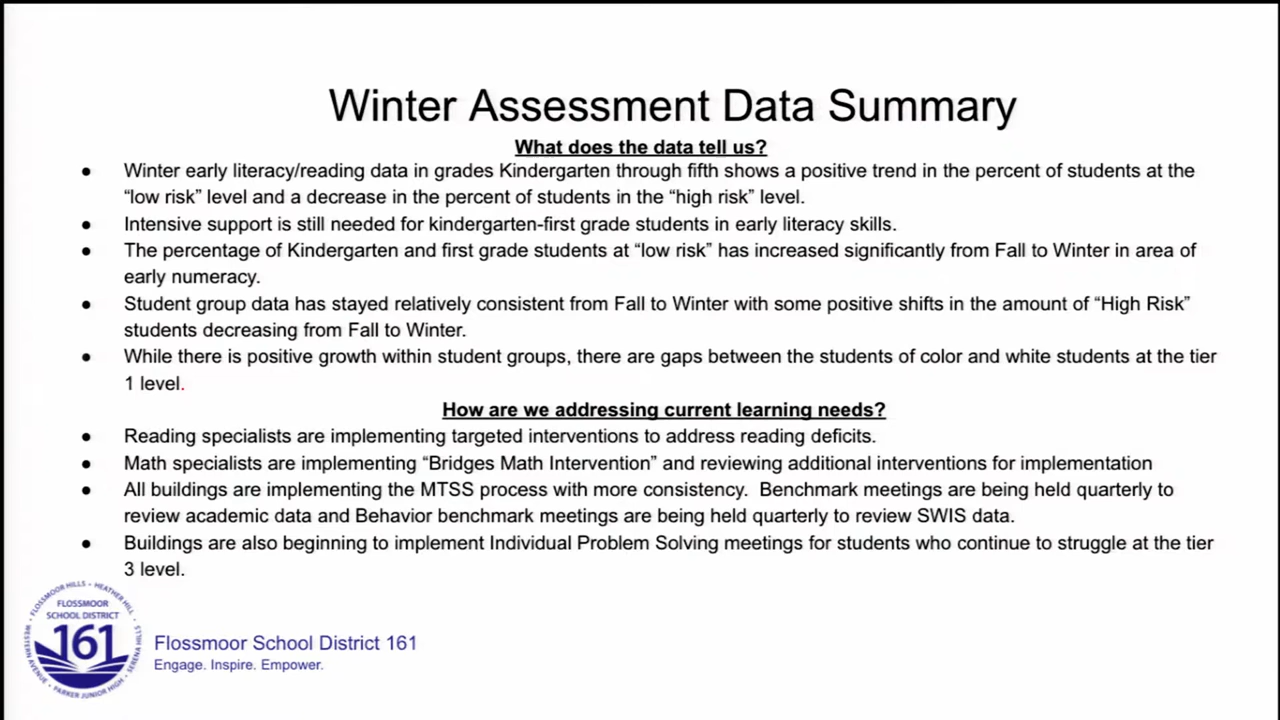 Winter Assessment Data Summary
What does the data tell us?
● Winter early literacy/reading data in grades Kindergarten through fifth shows a positive trend in the percent of students at the
“low risk” level and a decrease in the percent of students in the “high risk” level.
● Intensive support is still needed for kindergarten-first grade students in early literacy skills.
● The percentage of Kindergarten and first grade students at “low risk” has increased significantly from Fall to Winter in area of
early numeracy.
● Student group data has stayed relatively consistent from Fall to Winter with some positive shifts in the amount of “High Risk”
students decreasing from Fall to Winter.
● While there is positive growth within student groups, there are gaps between the students of color and white students at the tier
1 level.
How are we addressing current learning needs?
● Reading specialists are implementing targeted interventions to address reading deficits.
● Math specialists are implementing “Bridges Math Intervention” and reviewing additional interventions for implementation
● All buildings are implementing the MTSS process with more consistency. Benchmark meetings are being held quarterly to
review academic data and Behavior benchmark meetings are being held quarterly to review SWIS data.
● Buildings are also beginning to implement Individual Problem Solving meetings for students who continue to struggle at the tier
3 level.
FLOSSMOOR HILLS • HEATHER HILL • SERENA HILLS • PARKER JUNIOR HIGH • WESTERN AVENUE •
FLOSSMOOR
SCHOOL DISTRICT
161
Flossmoor School District 161
Engage. Inspire. Empower.